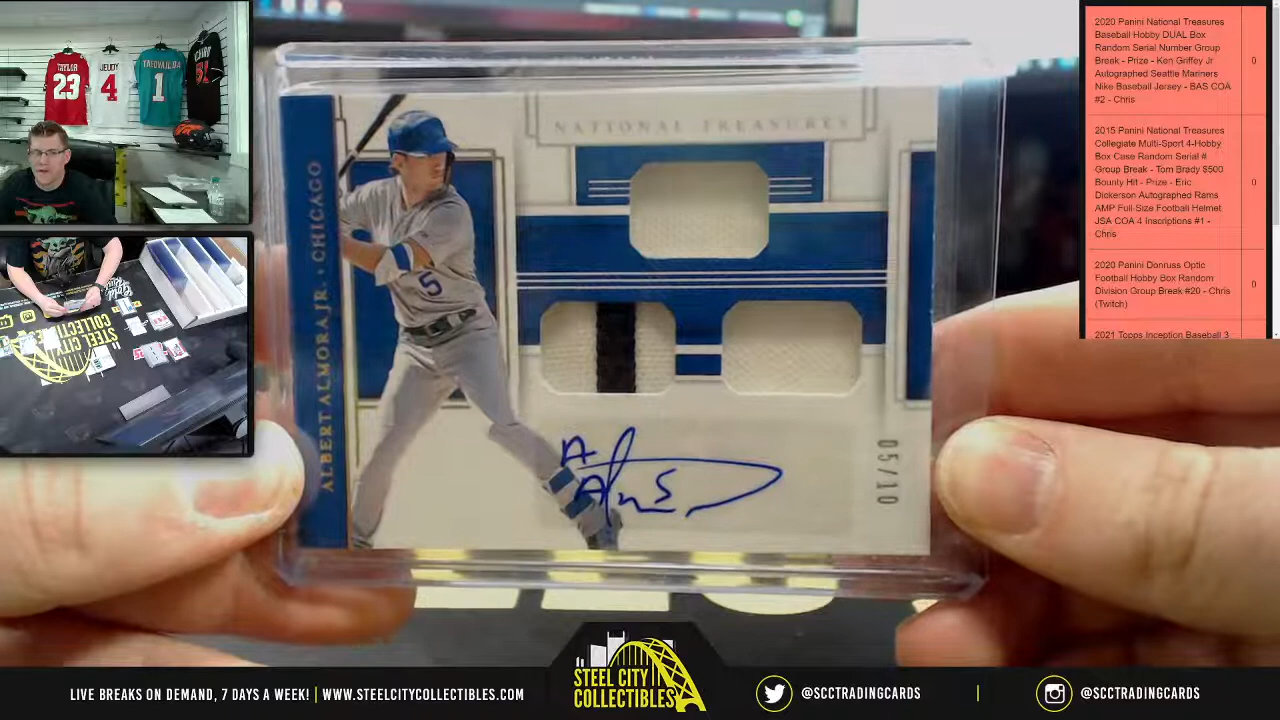 TAYLOR
23
JEUDY
4
TAGOVAILOA
1
51
NATIONAL TREASURES
ALBERT ALMORA JR. · CHICAGO
5
05/10
STEEL CITY
COLLECTIBLES
2020 Panini National Treasures
Baseball Hobby DUAL Box
Random Serial Number Group
Break - Prize - Ken Griffey Jr
Autographed Seattle Mariners
Nike Baseball Jersey - BAS COA
#2 - Chris
0
2015 Panini National Treasures
Collegiate Multi-Sport 4-Hobby
Box Case Random Serial #
Group Break - Tom Brady $500
Bounty Hit - Prize - Eric
Dickerson Autographed Rams
AMP Full-Size Football Helmet
JSA COA 4 Inscriptions #1 -
Chris
0
2020 Panini Donruss Optic
Football Hobby Box Random
Division Group Break #20 - Chris
(Twitch)
0
2021 Topps Inception Baseball 3
LIVE BREAKS ON DEMAND, 7 DAYS A WEEK! | WWW.STEELCITYCOLLECTIBLES.COM
STEEL CITY
COLLECTIBLES
@SCCTRADINGCARDS | @SCCTRADINGCARDS